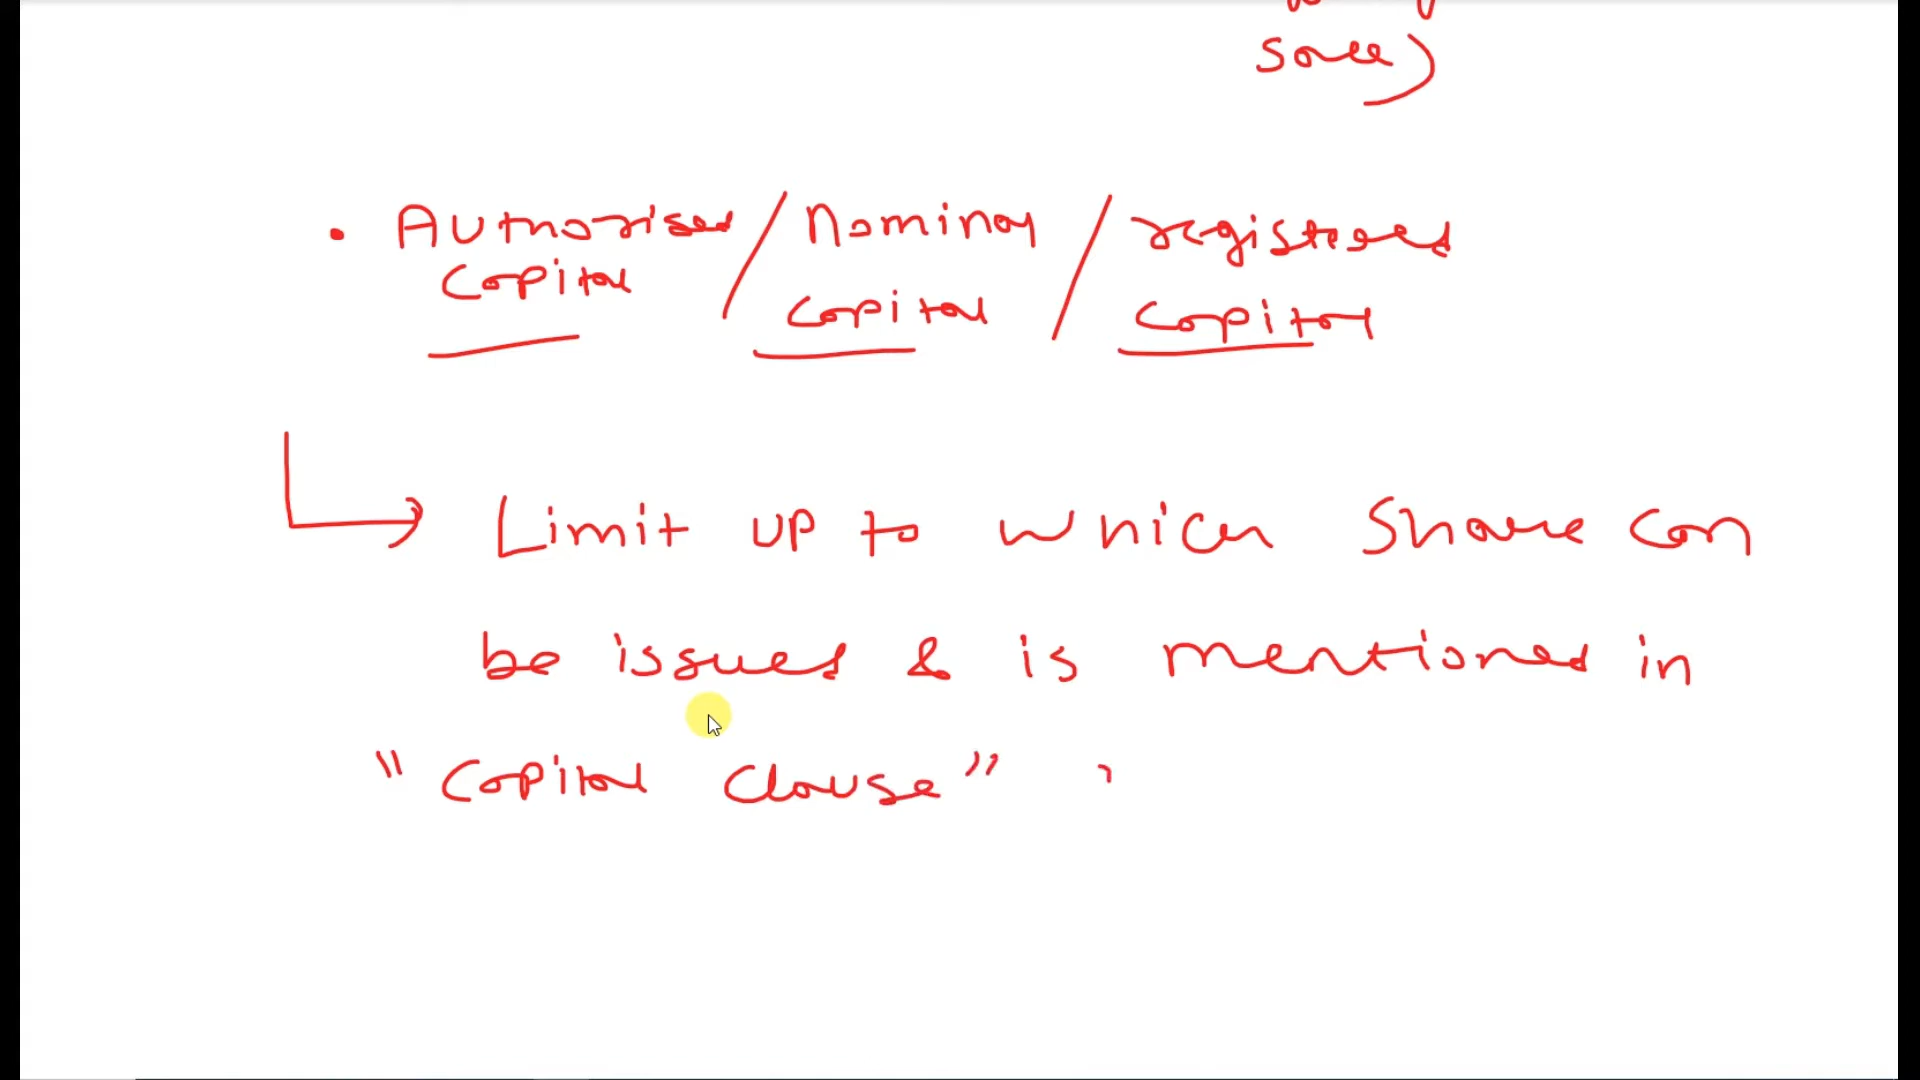 • Authorised / Nominal / registered
Capital Capital Capital
Limit up to which Share can
be issued & is mentioned in
"Capital Clause"